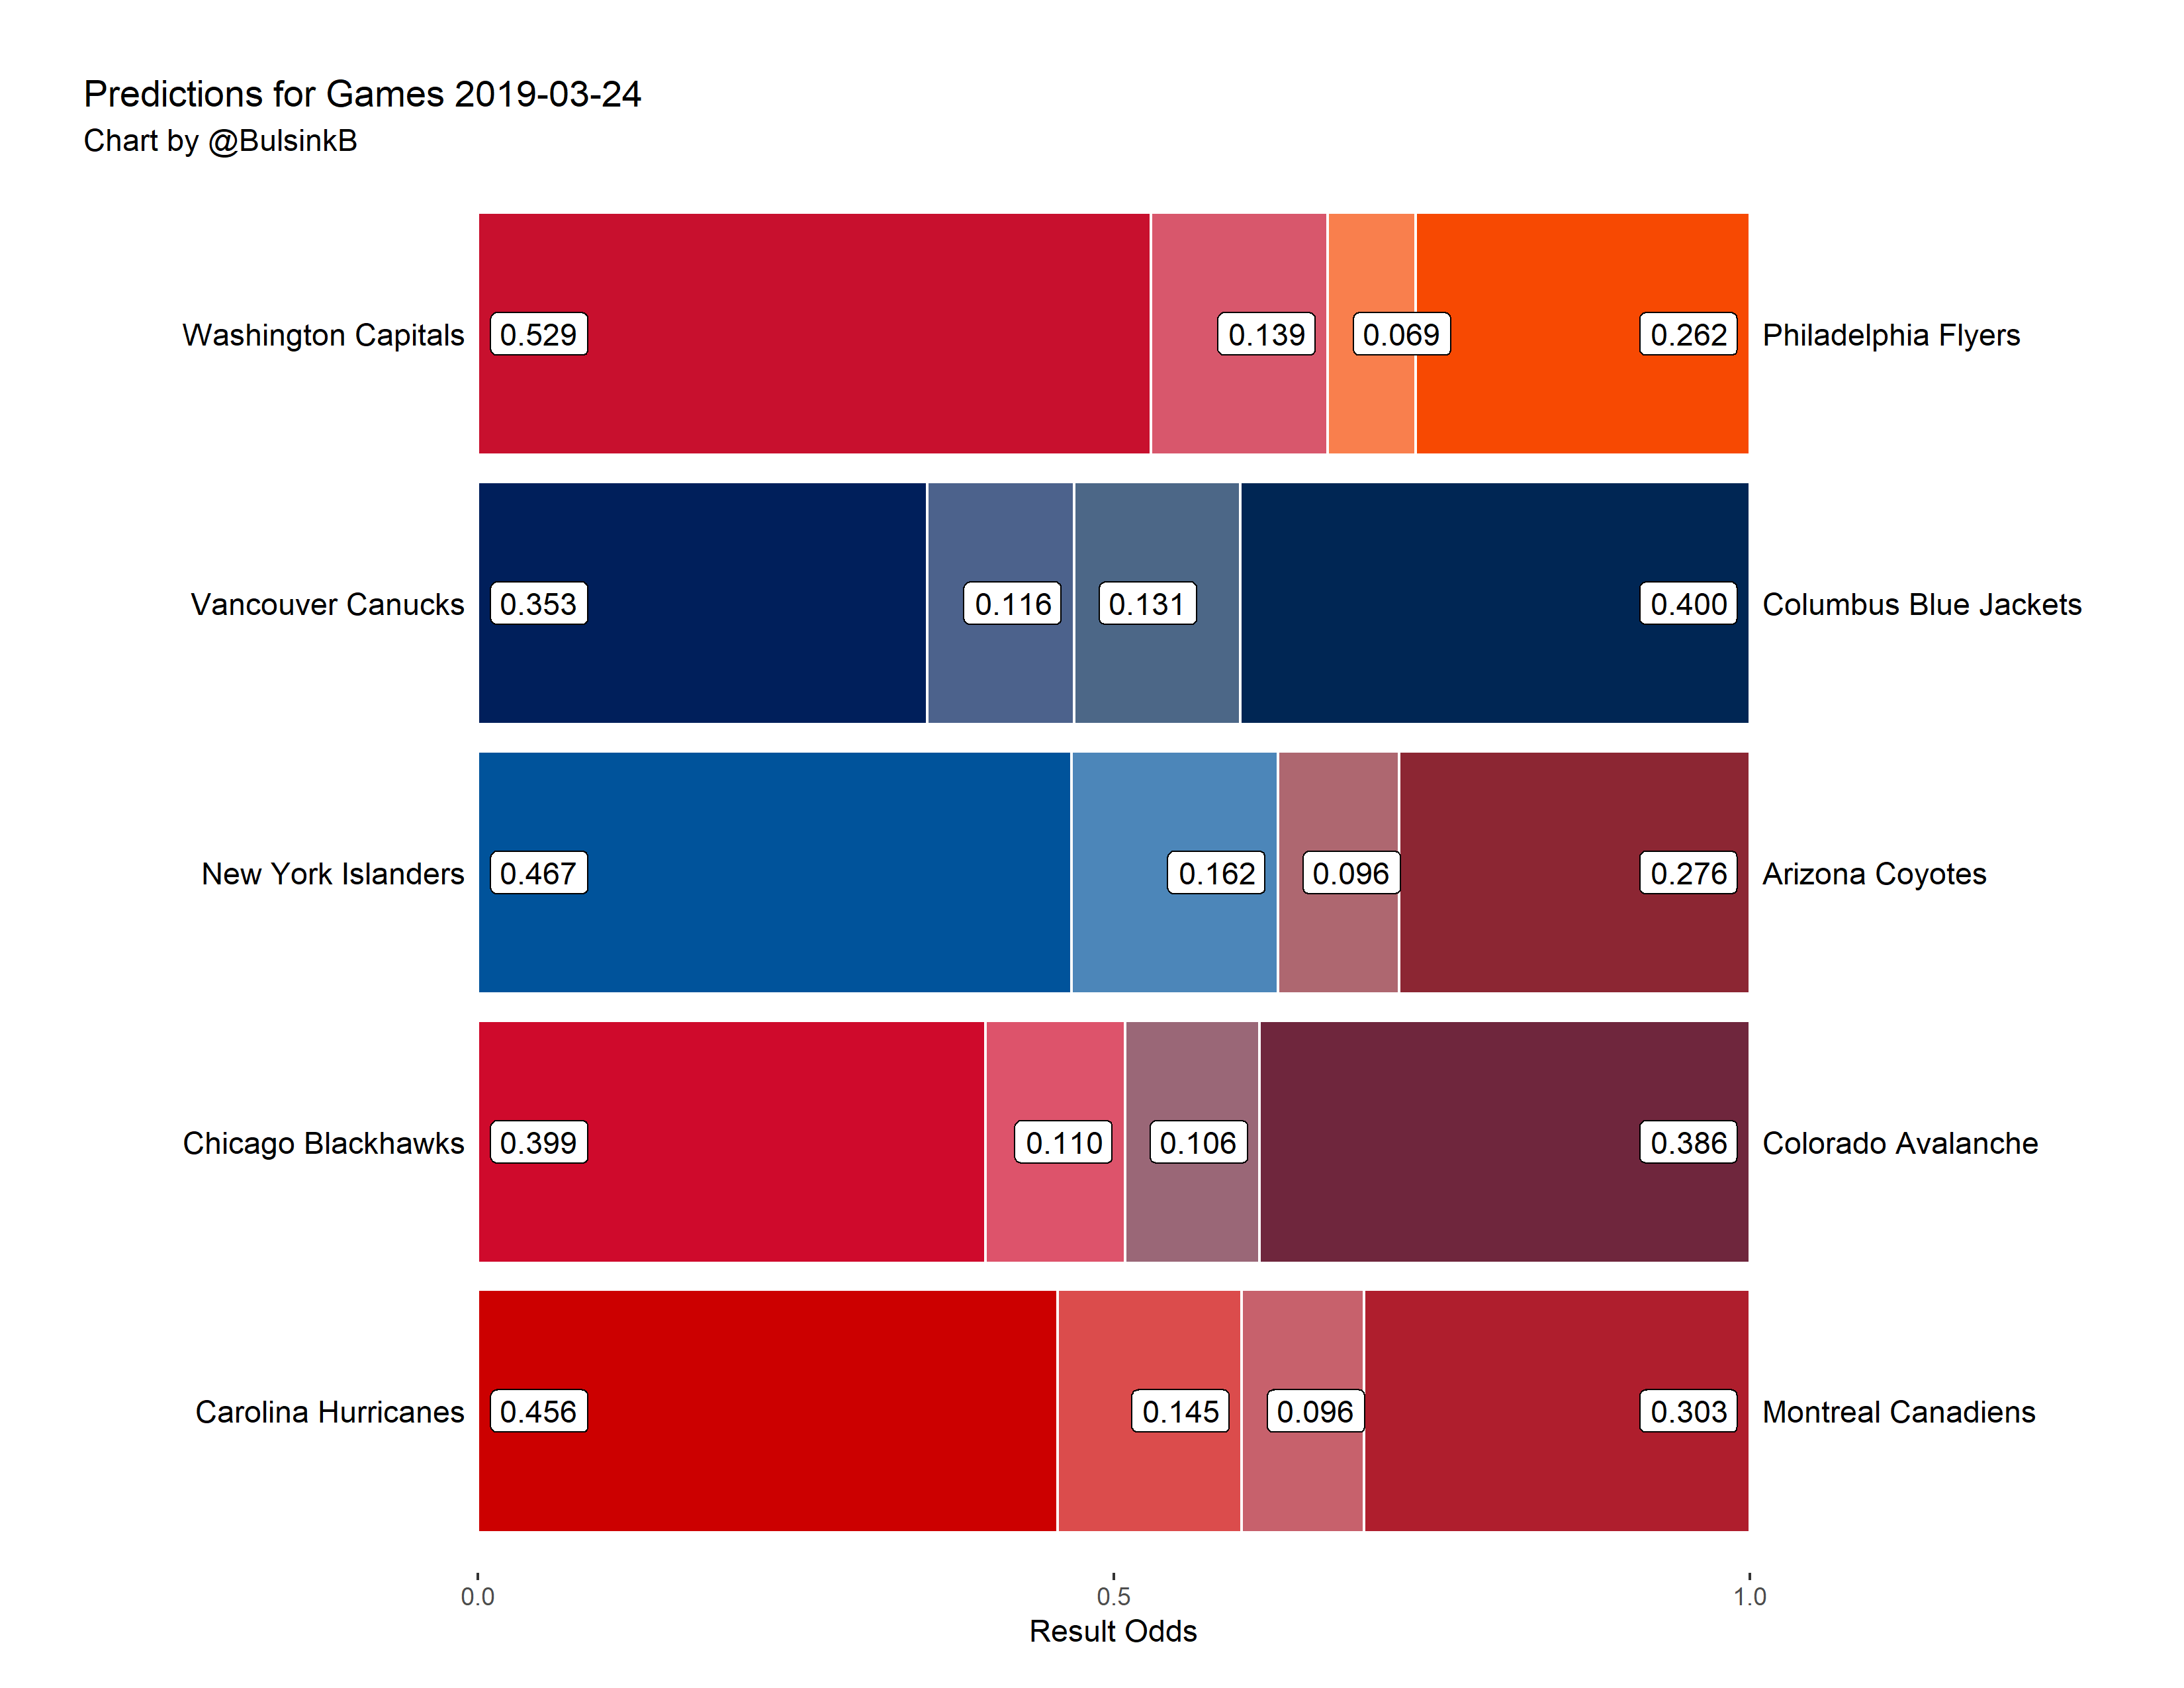 Predictions for Games 2019-03-24
Chart by @BulsinkB
Washington Capitals 0.529 0.139 0.069 0.262 Philadelphia Flyers
Vancouver Canucks 0.353 0.116 0.131 0.400 Columbus Blue Jackets
New York Islanders 0.467 0.162 0.096 0.276 Arizona Coyotes
Chicago Blackhawks 0.399 0.110 0.106 0.386 Colorado Avalanche
Carolina Hurricanes 0.456 0.145 0.096 0.303 Montreal Canadiens
0.0 0.5 1.0
Result Odds